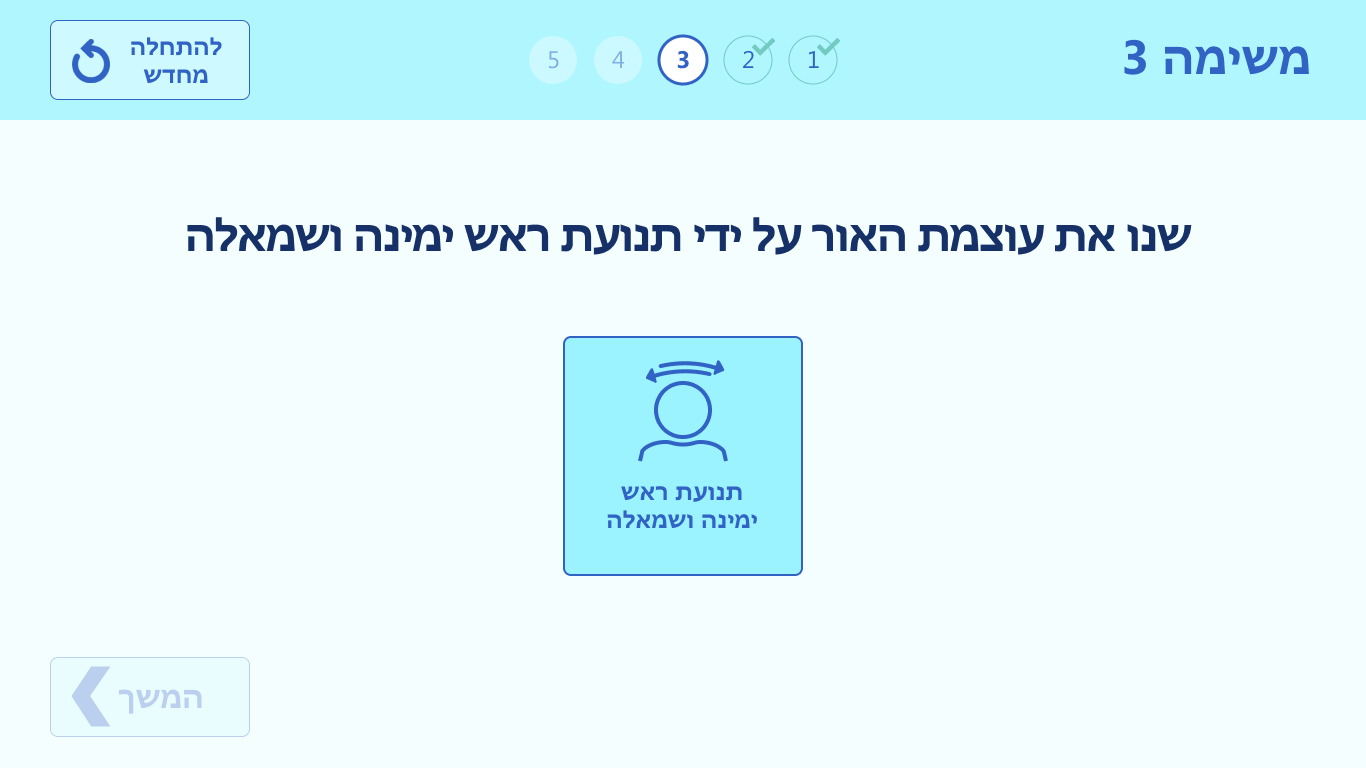 משימה 3
1 2 3 4 5
להתחלה
מחדש
שנו את עוצמת האור על ידי תנועת ראש ימינה ושמאלה
תנועת ראש
ימינה ושמאלה
המשך